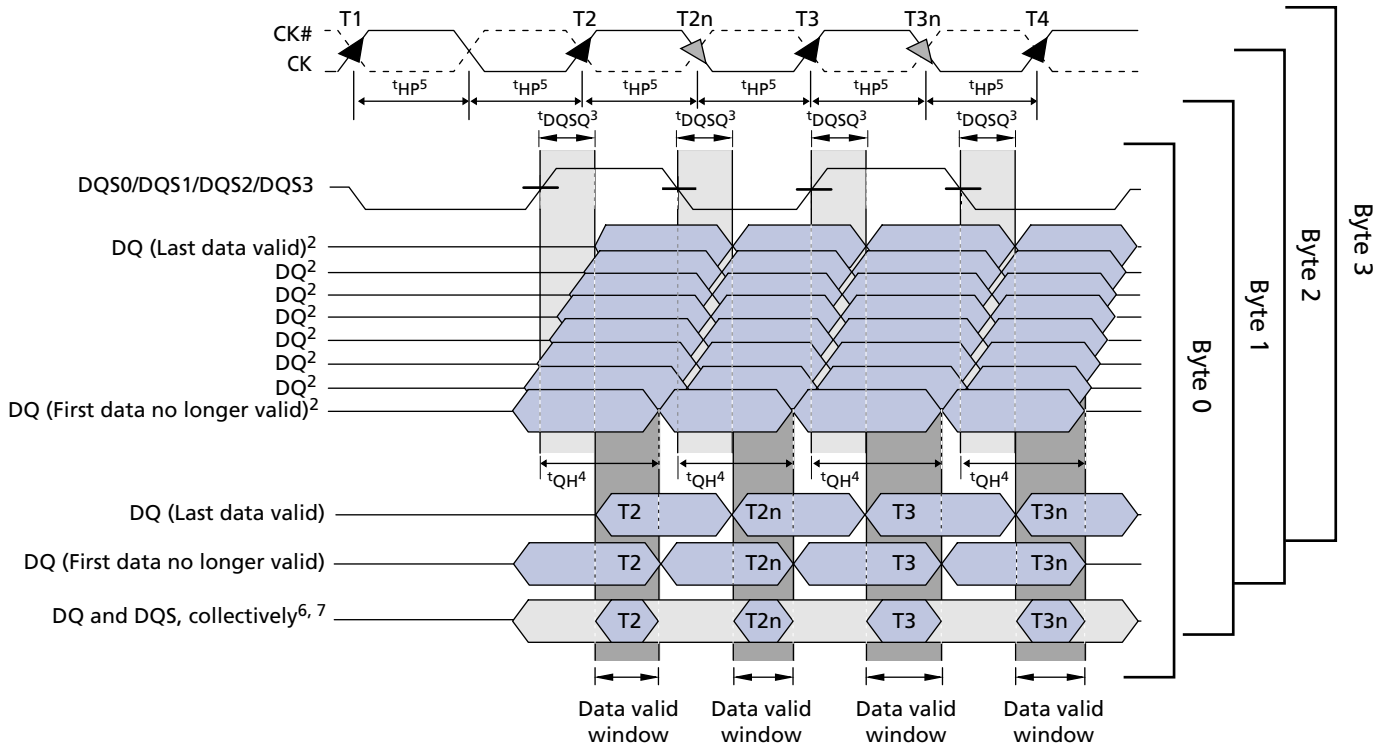 T1 T2 T2n T3 T3n T4
CK#
CK
tHP5 tHP5 tHP5 tHP5 tHP5 tHP5
tDQSQ3 tDQSQ3 tDQSQ3 tDQSQ3
DQS0/DQS1/DQS2/DQS3
DQ (Last data valid)2
DQ2
DQ2
DQ2
DQ2
DQ2
DQ2
DQ (First data no longer valid)2
tQH4 tQH4 tQH4 tQH4
DQ (Last data valid) T2 T2n T3 T3n
DQ (First data no longer valid) T2 T2n T3 T3n
DQ and DQS, collectively6, 7 T2 T2n T3 T3n
Data valid window
Data valid window
Data valid window
Data valid window
Byte 0
Byte 1
Byte 2
Byte 3